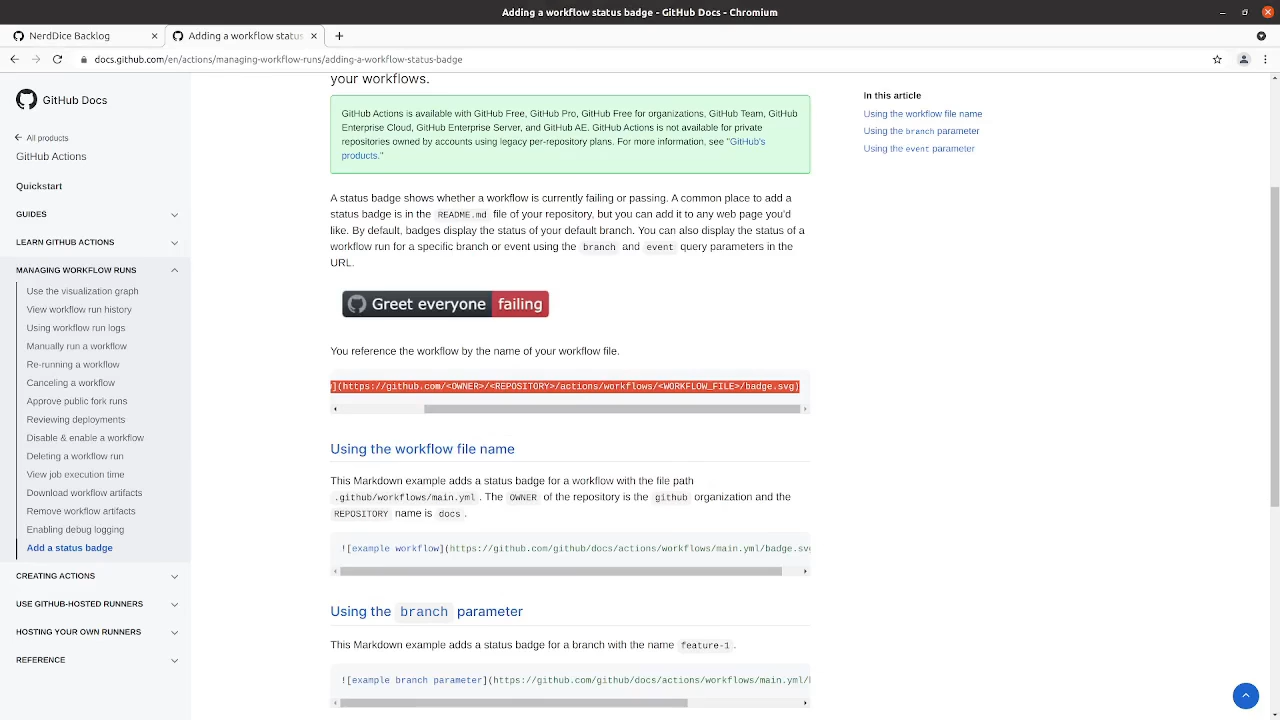 Adding a workflow status badge - GitHub Docs - Chromium
NerdDice Backlog
Adding a workflow status
docs.github.com/en/actions/managing-workflow-runs/adding-a-workflow-status-badge
GitHub Docs
All products
GitHub Actions
Quickstart
GUIDES
LEARN GITHUB ACTIONS
MANAGING WORKFLOW RUNS
Use the visualization graph
View workflow run history
Using workflow run logs
Manually run a workflow
Re-running a workflow
Canceling a workflow
Approve public fork runs
Reviewing deployments
Disable & enable a workflow
Deleting a workflow run
View job execution time
Download workflow artifacts
Remove workflow artifacts
Enabling debug logging
Add a status badge
CREATING ACTIONS
USE GITHUB-HOSTED RUNNERS
HOSTING YOUR OWN RUNNERS
REFERENCE
your workflows.
GitHub Actions is available with GitHub Free, GitHub Pro, GitHub Free for organizations, GitHub Team, GitHub
Enterprise Cloud, GitHub Enterprise Server, and GitHub AE. GitHub Actions is not available for private
repositories owned by accounts using legacy per-repository plans. For more information, see "GitHub's
products."
A status badge shows whether a workflow is currently failing or passing. A common place to add a
status badge is in the README.md file of your repository, but you can add it to any web page you'd
like. By default, badges display the status of your default branch. You can also display the status of a
workflow run for a specific branch or event using the branch and event query parameters in the
URL.
Greet everyone failing
You reference the workflow by the name of your workflow file.
](https://github.com/<OWNER>/<REPOSITORY>/actions/workflows/<WORKFLOW_FILE>/badge.svg)
Using the workflow file name
This Markdown example adds a status badge for a workflow with the file path
.github/workflows/main.yml. The OWNER of the repository is the github organization and the
REPOSITORY name is docs.
![example workflow](https://github.com/github/docs/actions/workflows/main.yml/badge.svg
Using the branch parameter
This Markdown example adds a status badge for a branch with the name feature-1.
![example branch parameter](https://github.com/github/docs/actions/workflows/main.yml/
In this article
Using the workflow file name
Using the branch parameter
Using the event parameter